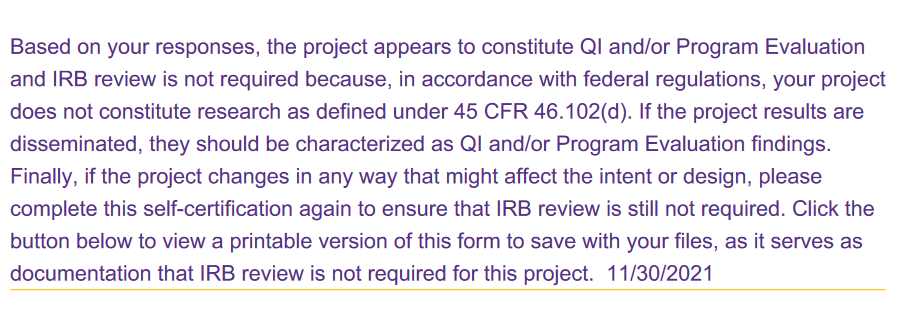 Based on your responses, the project appears to constitute QI and/or Program Evaluation
and IRB review is not required because, in accordance with federal regulations, your project
does not constitute research as defined under 45 CFR 46.102(d). If the project results are
disseminated, they should be characterized as QI and/or Program Evaluation findings.
Finally, if the project changes in any way that might affect the intent or design, please
complete this self-certification again to ensure that IRB review is still not required. Click the
button below to view a printable version of this form to save with your files, as it serves as
documentation that IRB review is not required for this project.  11/30/2021